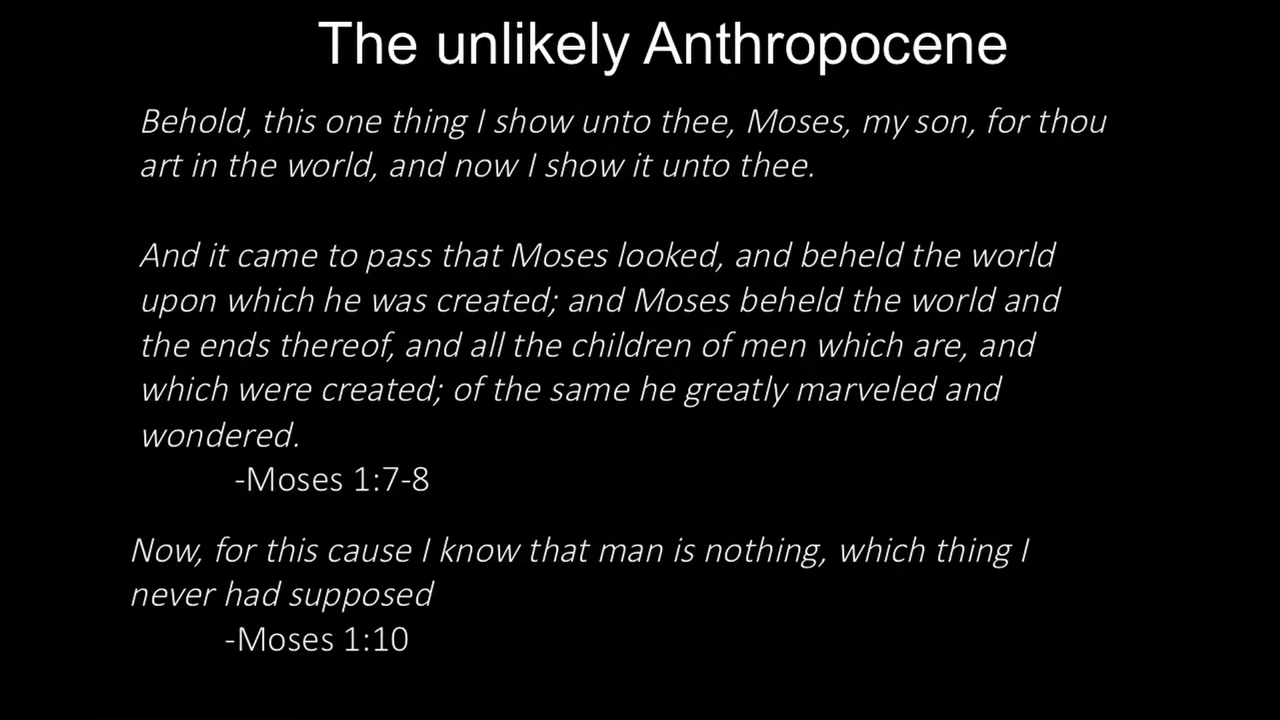 The unlikely Anthropocene
Behold, this one thing I show unto thee, Moses, my son, for thou
art in the world, and now I show it unto thee.
And it came to pass that Moses looked, and beheld the world
upon which he was created; and Moses beheld the world and
the ends thereof, and all the children of men which are, and
which were created; of the same he greatly marveled and
wondered.
-Moses 1:7-8
Now, for this cause I know that man is nothing, which thing I
never had supposed
-Moses 1:10